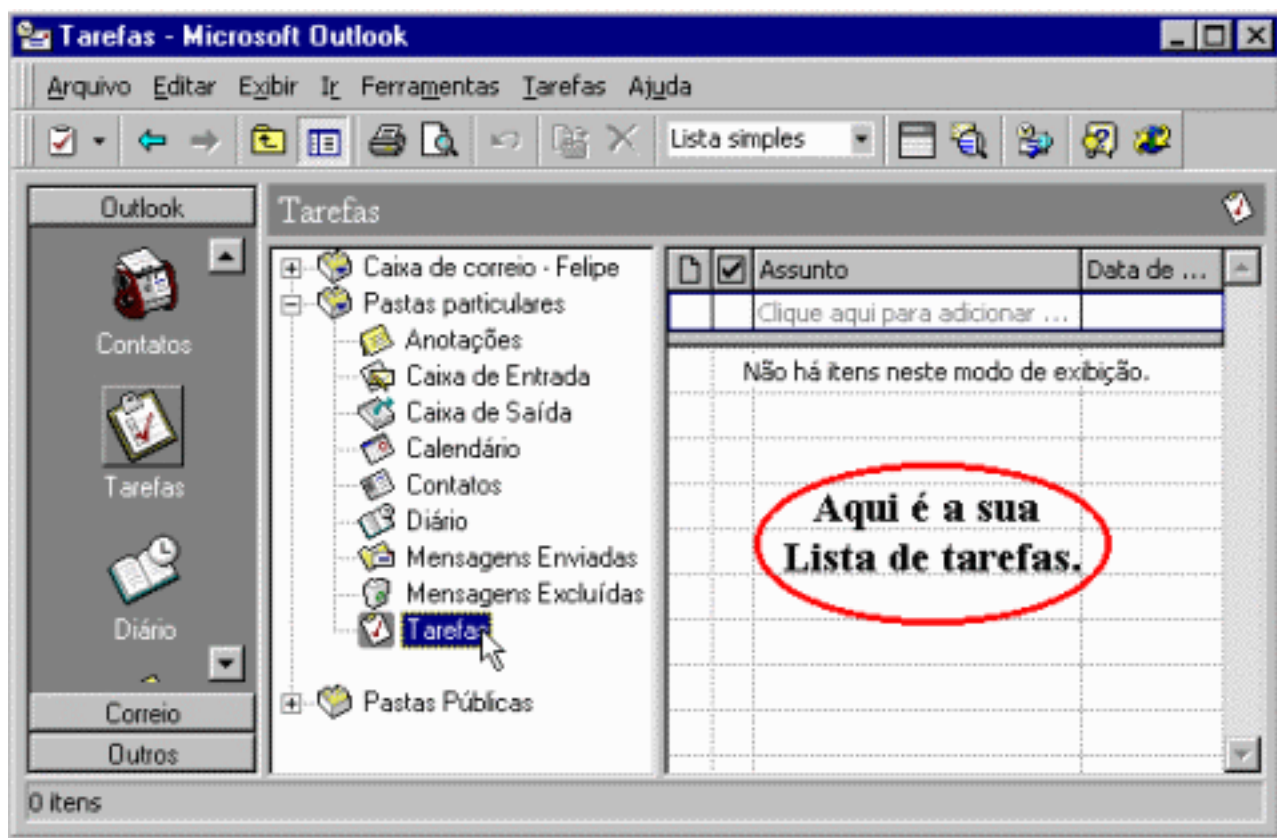 Tarefas - Microsoft Outlook
Arquivo Editar Exibir Ir Ferramentas Tarefas Ajuda
Lista simples
Outlook
Contatos
Tarefas
Diário
Correio
Outros
Tarefas
Caixa de correio - Felipe
Pastas particulares
Anotações
Caixa de Entrada
Caixa de Saída
Calendário
Contatos
Diário
Mensagens Enviadas
Mensagens Excluídas
Tarefas
Pastas Públicas
Assunto Data de ...
Clique aqui para adicionar ...
Não há itens neste modo de exibição.
Aqui é a sua
Lista de tarefas.
0 itens